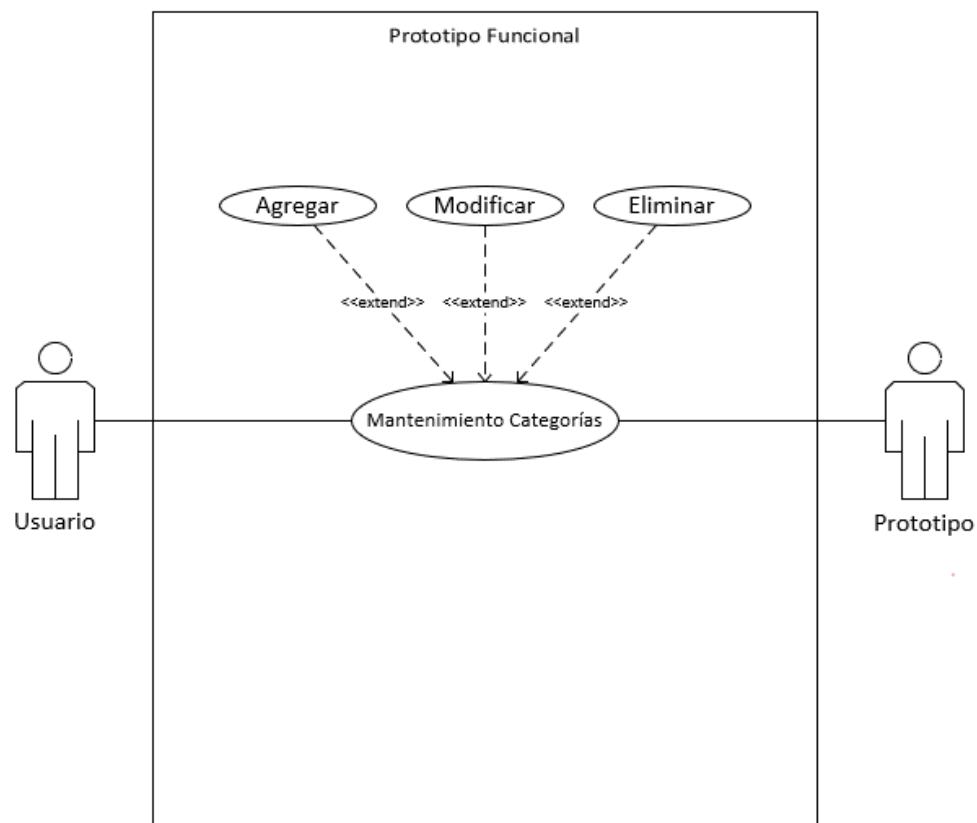 Prototipo Funcional
Agregar
Modificar
Eliminar
<<extend>>
<<extend>>
<<extend>>
Mantenimiento Categorías
Usuario
Prototipo